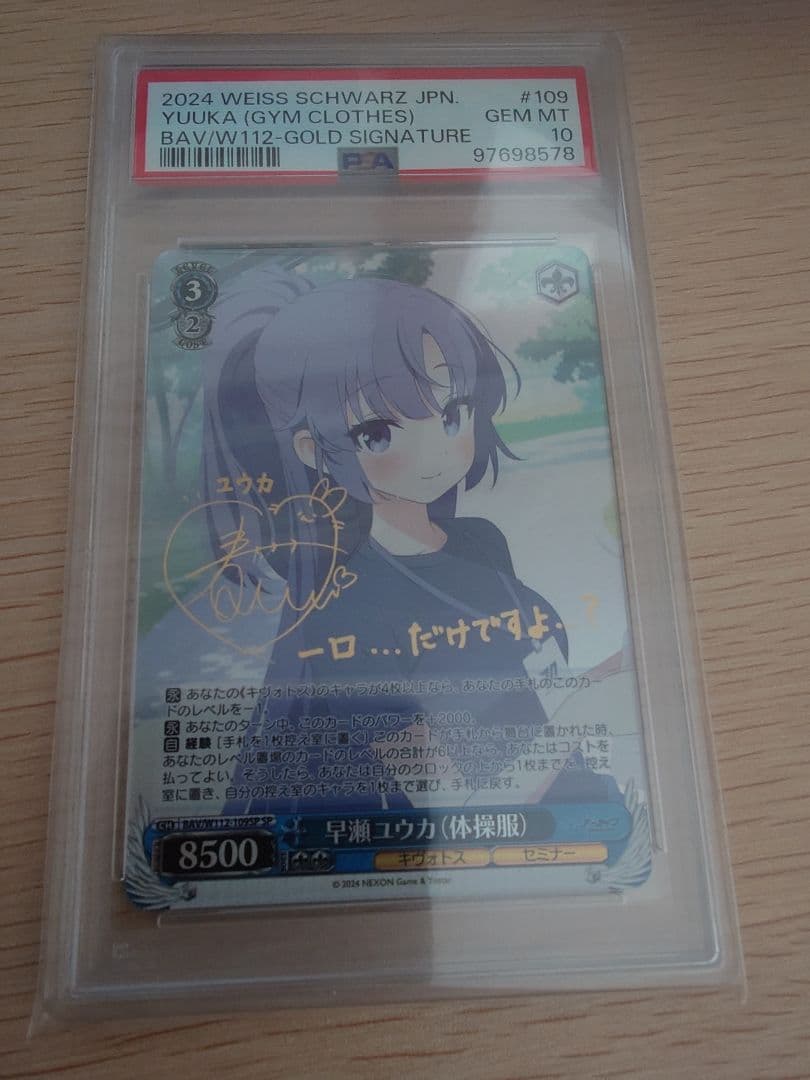 2024 WEISS SCHWARZ JPN. #109
YUUKA (GYM CLOTHES) GEM MT
BAV/W112-GOLD SIGNATURE 10
97698578
PSA
3
2
ユウカ
一口…だけですよ…?
永 あなたの《キヴォトス》のキャラが4枚以上なら、あなたの手札のこのカー
ドのレベルを-1。
永 あなたのターン中、このカードのパワーを+2000。
自 経験 [手札を1枚控え室に置く] このカードが手札から舞台に置かれた時、
あなたのレベル置場のカードのレベルの合計が6以上なら、あなたはコストを
払ってよい。そうしたら、あなたは自分のクロックの上から1枚までを、控え
室に置き、自分の控え室のキャラを1枚まで選び、手札に戻す。
BAV/W112-109SP SP
早瀬ユウカ(体操服)
8500
キヴォトス セミナー
© 2024 NEXON Game & Yostar